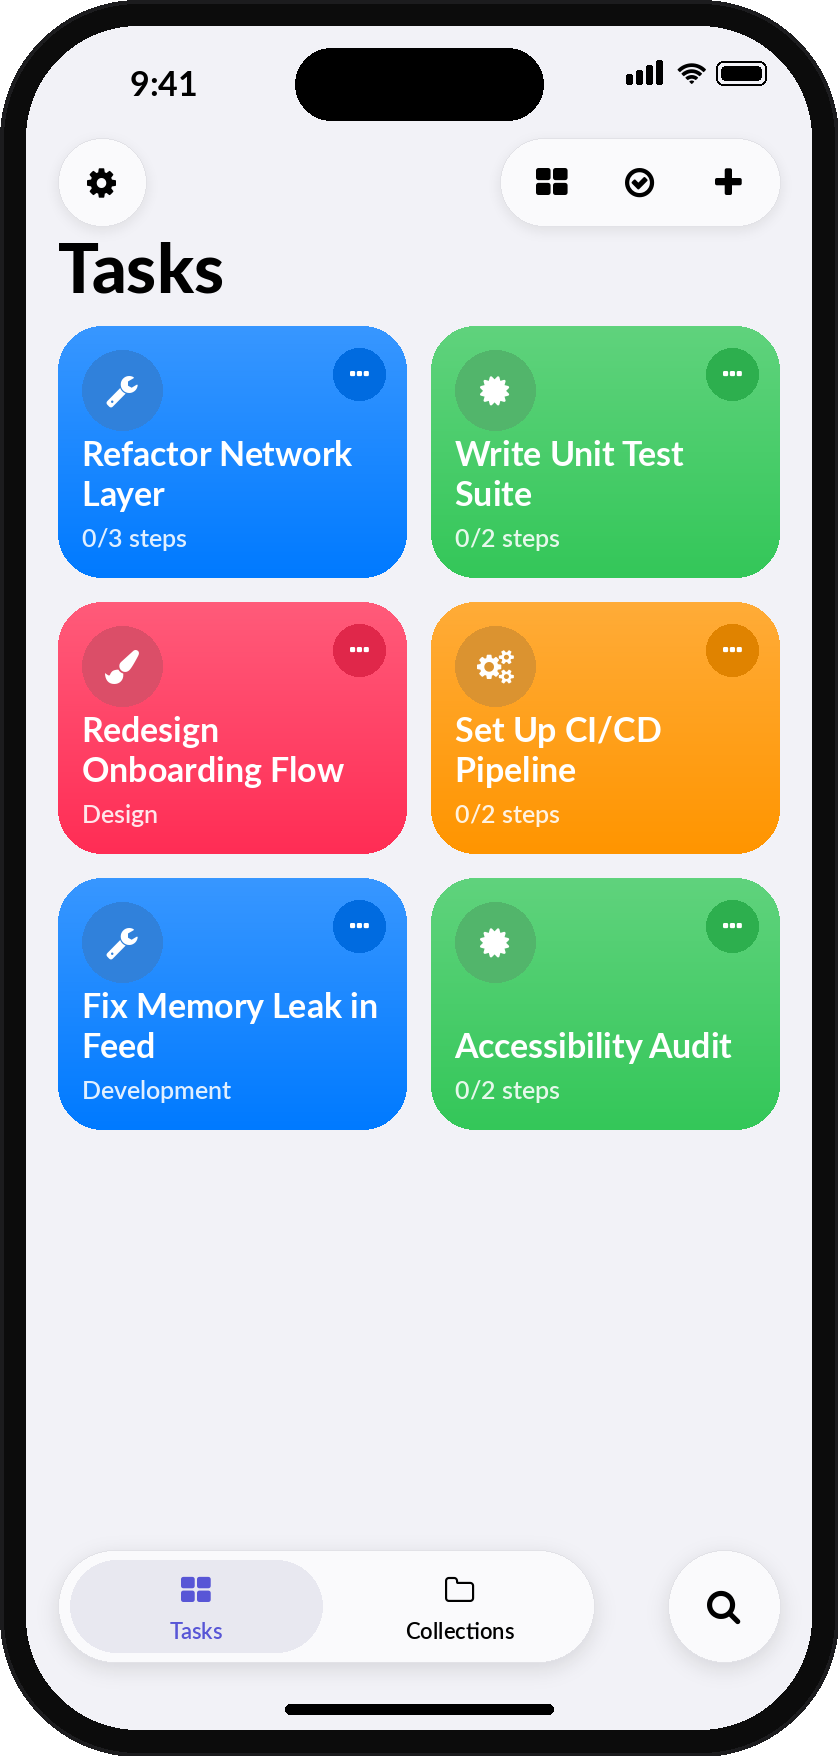 9:41
Tasks
Refactor Network
Layer
0/3 steps
Write Unit Test
Suite
0/2 steps
Redesign
Onboarding Flow
Design
Set Up CI/CD
Pipeline
0/2 steps
Fix Memory Leak in
Feed
Development
Accessibility Audit
0/2 steps
Tasks
Collections